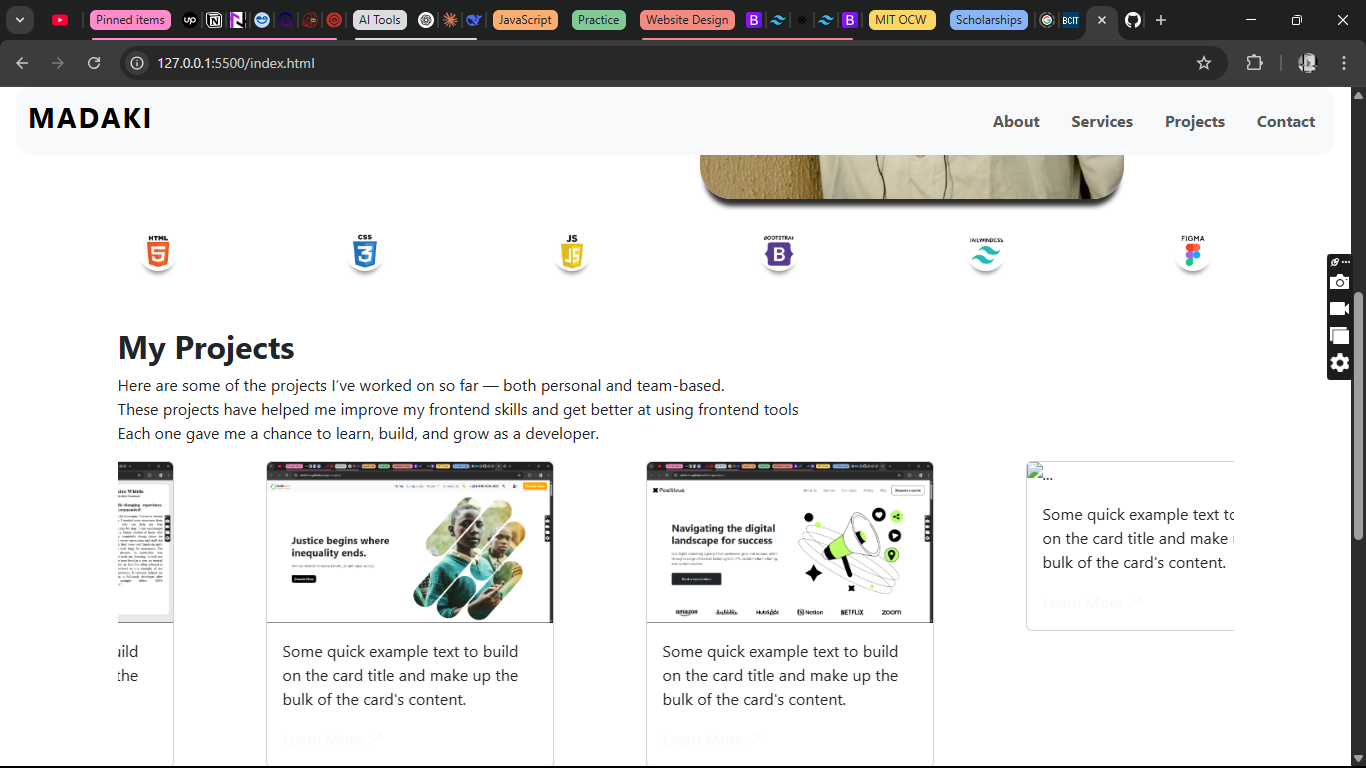 Pinned items
up
AI Tools
JavaScript
Practice
Website Design
B
B
MIT OCW
Scholarships
BCIT
127.0.0.1:5500/index.html
MADAKI
About
Services
Projects
Contact
HTML
5
CSS
3
JS
JS
BOOTSTRAP
B
TAILWINDCSS
FIGMA
My Projects
Here are some of the projects I've worked on so far — both personal and team-based.
These projects have helped me improve my frontend skills and get better at using frontend tools
Each one gave me a chance to learn, build, and grow as a developer.
uild
the
Justice begins where
inequality ends.
Some quick example text to build
on the card title and make up the
bulk of the card's content.
Learn More ↗
Positivus
Navigating the digital
landscape for success
amazon
dribbble
HubSpot
Notion
NETFLIX
zoom
Some quick example text to build
on the card title and make up the
bulk of the card's content.
Learn More ↗
...
Some quick example text to
on the card title and make
bulk of the card's content.
Learn More ↗